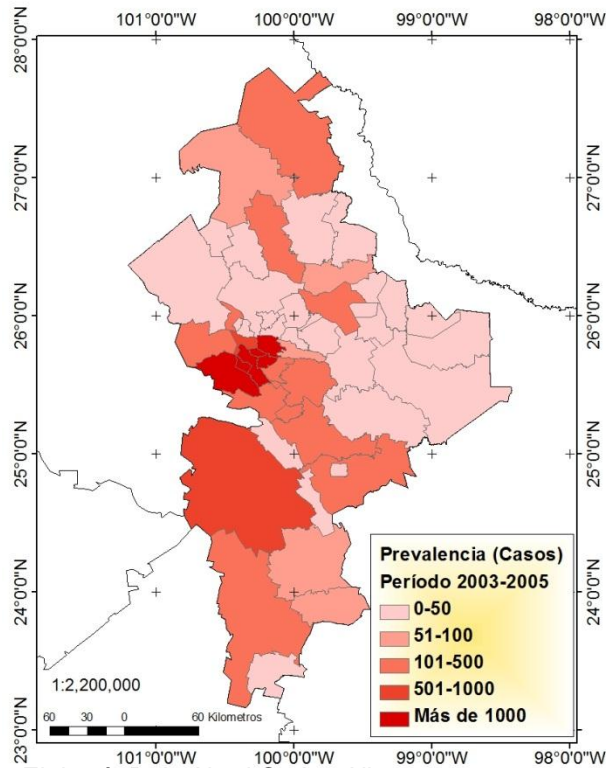 101°0'0"W 100°0'0"W 99°0'0"W 98°0'0"W
28°0'0"N 28°0'0"N
27°0'0"N 27°0'0"N
26°0'0"N 26°0'0"N
25°0'0"N 25°0'0"N
24°0'0"N 24°0'0"N
23°0'0"N 23°0'0"N
Prevalencia (Casos)
Período 2003-2005
0-50
51-100
101-500
501-1000
Más de 1000
1:2,200,000
60 30 0 60 Kilometros
101°0'0"W 100°0'0"W 99°0'0"W 98°0'0"W